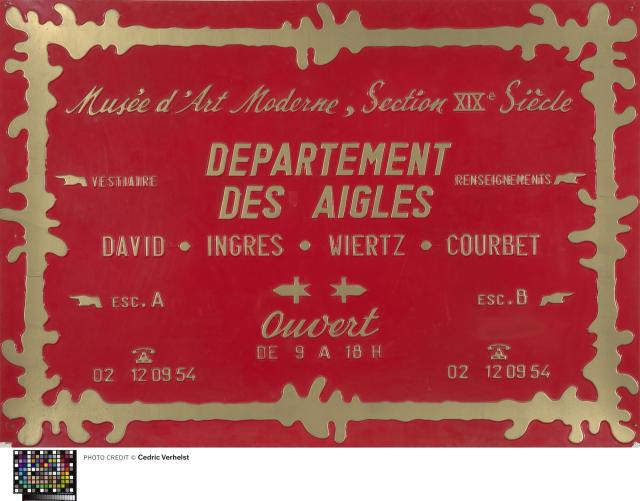 Musée d'Art Moderne, Section XIXe Siècle
DEPARTEMENT
DES AIGLES
VESTIAIRE
RENSEIGNEMENTS
DAVID • INGRES • WIERTZ • COURBET
ESC. A
ESC. B
Ouvert
DE 9 A 18 H
02 12 09 54
02 12 09 54
PHOTO CREDIT © Cedric Verhelst